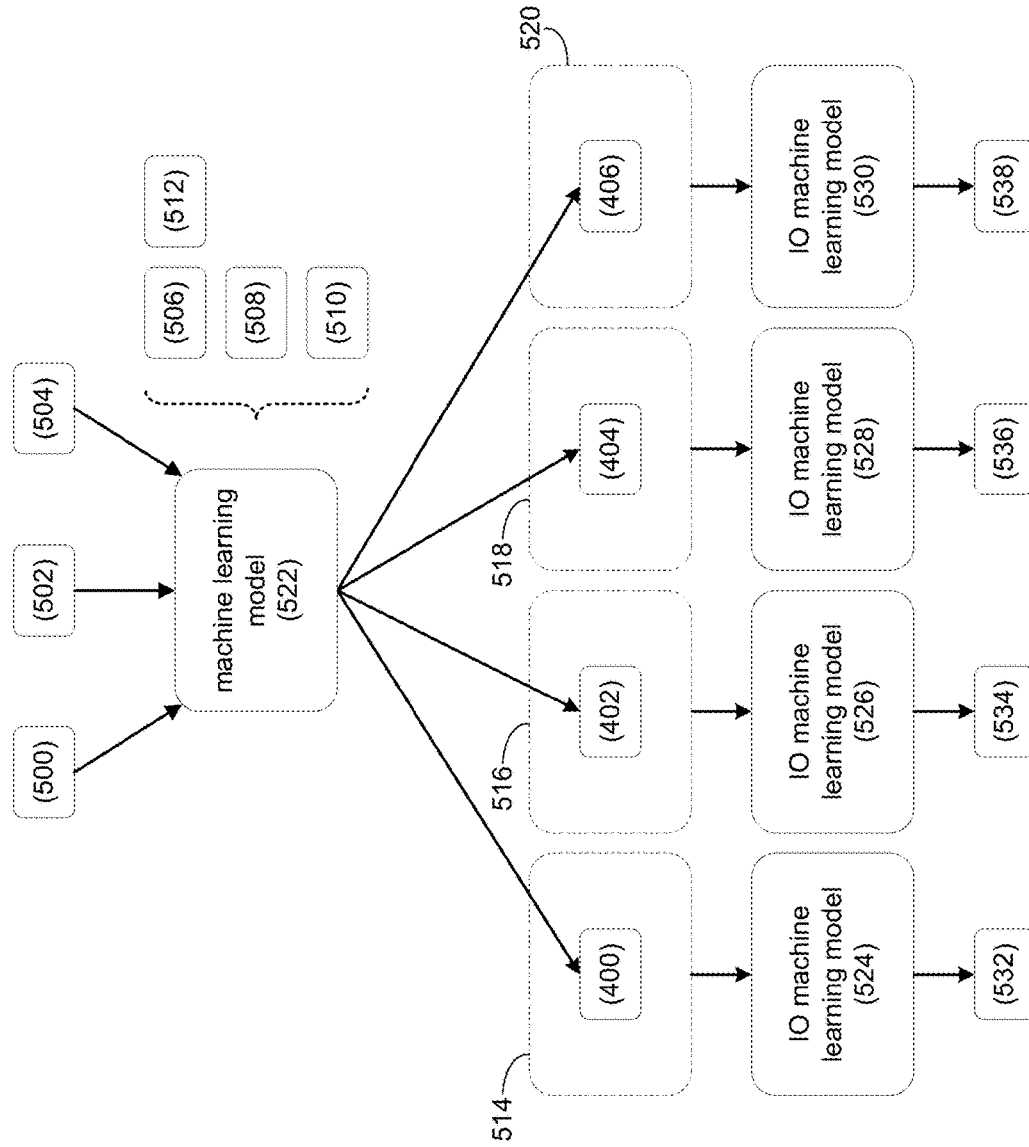 (500)
(502)
(504)
machine learning
model
(522)
(506)
(512)
(508)
(510)
514
516
518
520
(400)
(402)
(404)
(406)
IO machine
learning model
(524)
IO machine
learning model
(526)
IO machine
learning model
(528)
IO machine
learning model
(530)
(532)
(534)
(536)
(538)